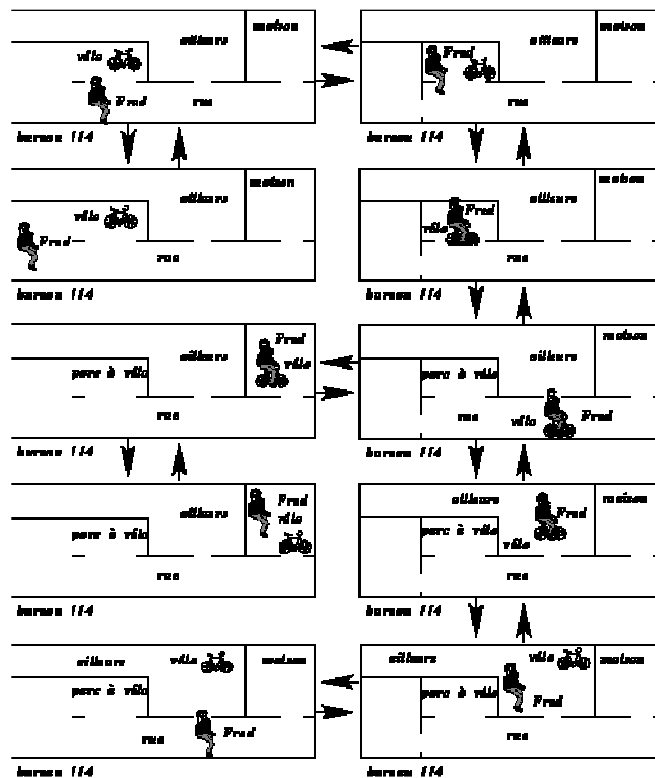 ailleurs
maison
vélo
Fred
rue
bureau 114
Fred
ailleurs
maison
rue
bureau 114
maison
ailleurs
vélo
Fred
rue
bureau 114
maison
ailleurs
Fred
vélo
rue
bureau 114
Fred
ailleurs
vélo
parc à vélo
rue
bureau 114
maison
ailleurs
parc à vélo
rue
vélo
Fred
bureau 114
Fred
ailleurs
vélo
parc à vélo
rue
bureau 114
ailleurs
maison
Fred
parc à vélo
vélo
rue
bureau 114
ailleurs
vélo
maison
parc à vélo
rue
Fred
bureau 114
ailleurs
vélo
maison
parc à vélo
Fred
rue
bureau 114